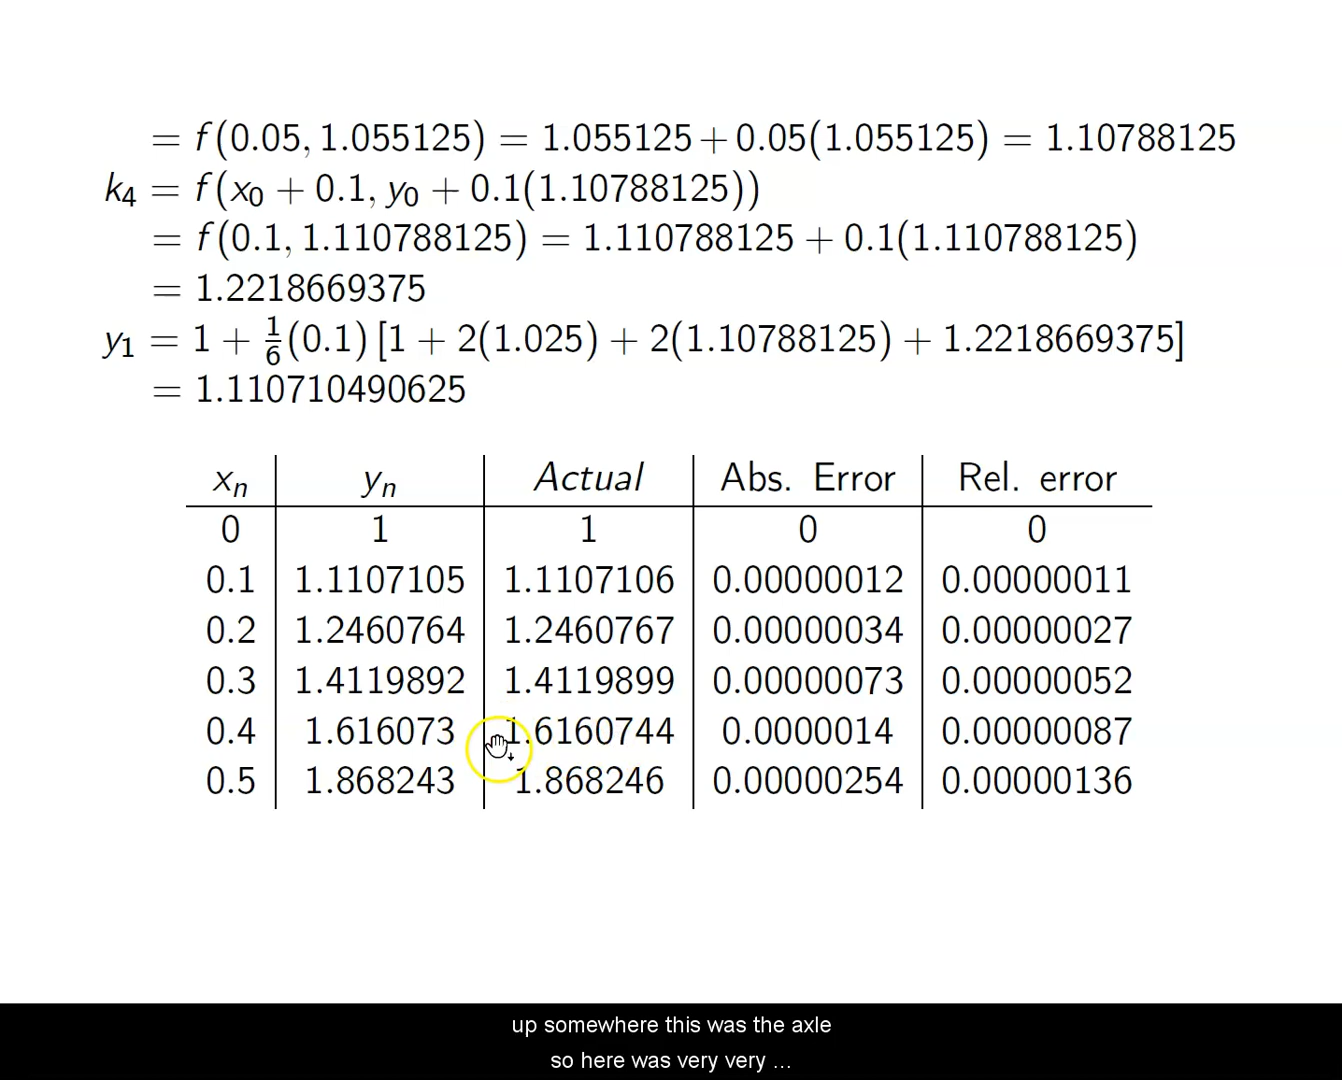 = f(0.05, 1.055125) = 1.055125 + 0.05(1.055125) = 1.10788125
k₄ = f(x₀ + 0.1, y₀ + 0.1(1.10788125))
= f(0.1, 1.110788125) = 1.110788125 + 0.1(1.110788125)
= 1.2218669375
y₁ = 1 + 1/6(0.1) [1 + 2(1.025) + 2(1.10788125) + 1.2218669375]
= 1.110710490625
xₙ yₙ Actual Abs. Error Rel. error
0 1 1 0 0
0.1 1.1107105 1.1107106 0.00000012 0.00000011
0.2 1.2460764 1.2460767 0.00000034 0.00000027
0.3 1.4119892 1.4119899 0.00000073 0.00000052
0.4 1.616073 1.6160744 0.0000014 0.00000087
0.5 1.868243 1.868246 0.00000254 0.00000136
up somewhere this was the axle
so here was very very ...